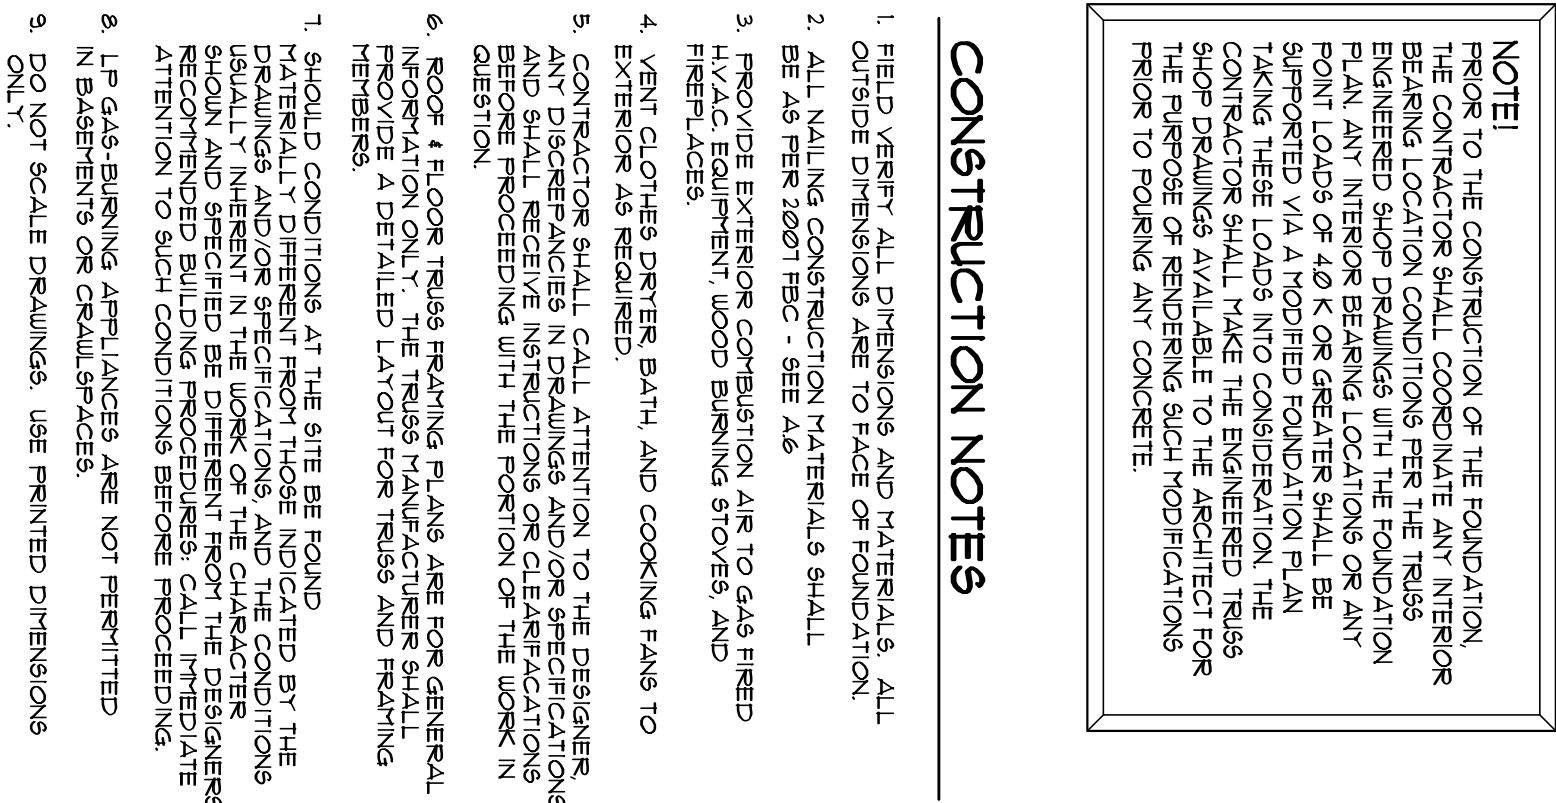 NOTE!
PRIOR TO THE CONSTRUCTION OF THE FOUNDATION,
THE CONTRACTOR SHALL COORDINATE ANY INTERIOR
BEARING LOCATION CONDITIONS PER THE TRUSS
ENGINEERED SHOP DRAWINGS WITH THE FOUNDATION
PLAN. ANY INTERIOR BEARING LOCATIONS OR ANY
POINT LOADS OF 4.0 K OR GREATER SHALL BE
SUPPORTED VIA A MODIFIED FOUNDATION PLAN
TAKING THESE LOADS INTO CONSIDERATION. THE
CONTRACTOR SHALL MAKE THE ENGINEERED TRUSS
SHOP DRAWINGS AVAILABLE TO THE ARCHITECT FOR
THE PURPOSE OF RENDERING SUCH MODIFICATIONS
PRIOR TO POURING ANY CONCRETE.
CONSTRUCTION NOTES
1. FIELD VERIFY ALL DIMENSIONS AND MATERIALS. ALL
OUTSIDE DIMENSIONS ARE TO FACE OF FOUNDATION.
2. ALL NAILING CONSTRUCTION MATERIALS SHALL
BE AS PER 2007 FBC - SEE A.6
3. PROVIDE EXTERIOR COMBUSTION AIR TO GAS FIRED
H.V.A.C. EQUIPMENT, WOOD BURNING STOVES, AND
FIREPLACES.
4. VENT CLOTHES DRYER, BATH, AND COOKING FANS TO
EXTERIOR AS REQUIRED.
5. CONTRACTOR SHALL CALL ATTENTION TO THE DESIGNER,
ANY DISCREPANCIES IN DRAWINGS AND/OR SPECIFICATIONS
AND SHALL RECEIVE INSTRUCTIONS OR CLEARIFACATIONS
BEFORE PROCEEDING WITH THE PORTION OF THE WORK IN
QUESTION.
6. ROOF & FLOOR TRUSS FRAMING PLANS ARE FOR GENERAL
INFORMATION ONLY. THE TRUSS MANUFACTURER SHALL
PROVIDE A DETAILED LAYOUT FOR TRUSS AND FRAMING
MEMBERS.
7. SHOULD CONDITIONS AT THE SITE BE FOUND
MATERIALLY DIFFERENT FROM THOSE INDICATED BY THE
DRAWINGS AND/OR SPECIFICATIONS, AND THE CONDITIONS
USUALLY INHERENT IN THE WORK OF THE CHARACTER
SHOWN AND SPECIFIED BE DIFFERENT FROM THE DESIGNERS
RECOMMENDED BUILDING PROCEDURES: CALL IMMEDIATE
ATTENTION TO SUCH CONDITIONS BEFORE PROCEEDING.
8. LP GAS-BURNING APPLIANCES ARE NOT PERMITTED
IN BASEMENTS OR CRAWLSPACES.
9. DO NOT SCALE DRAWINGS. USE PRINTED DIMENSIONS
ONLY.